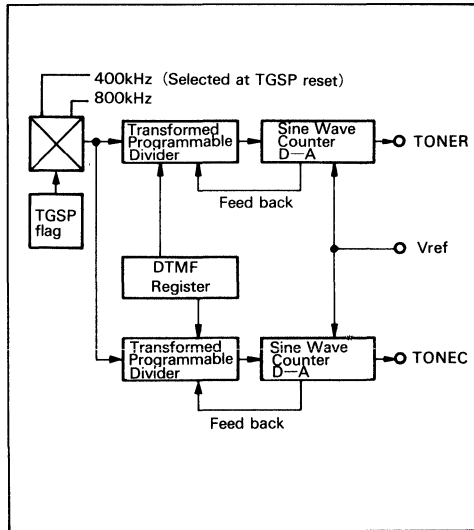 400kHz (Selected at TGSP reset)
800kHz
Transformed
Programmable
Divider
Sine Wave
Counter
D—A
TONER
TGSP
flag
Feed back
Vref
DTMF
Register
Transformed
Programmable
Divider
Sine Wave
Counter
D—A
TONEC
Feed back